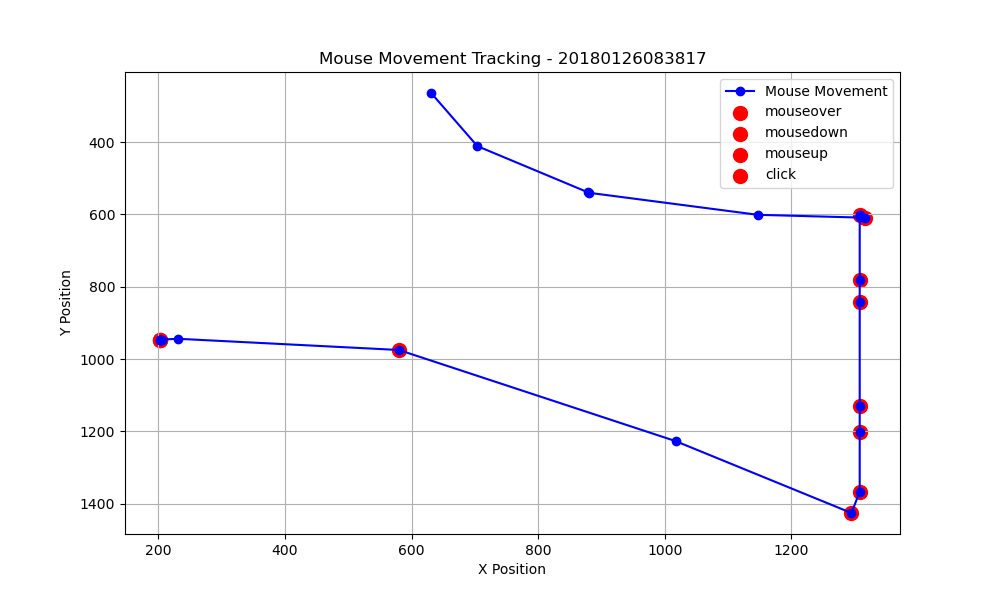 Mouse Movement Tracking - 20180126083817
Mouse Movement
mouseover
mousedown
mouseup
click
Y Position
400
600
800
1000
1200
1400
200 400 600 800 1000 1200
X Position